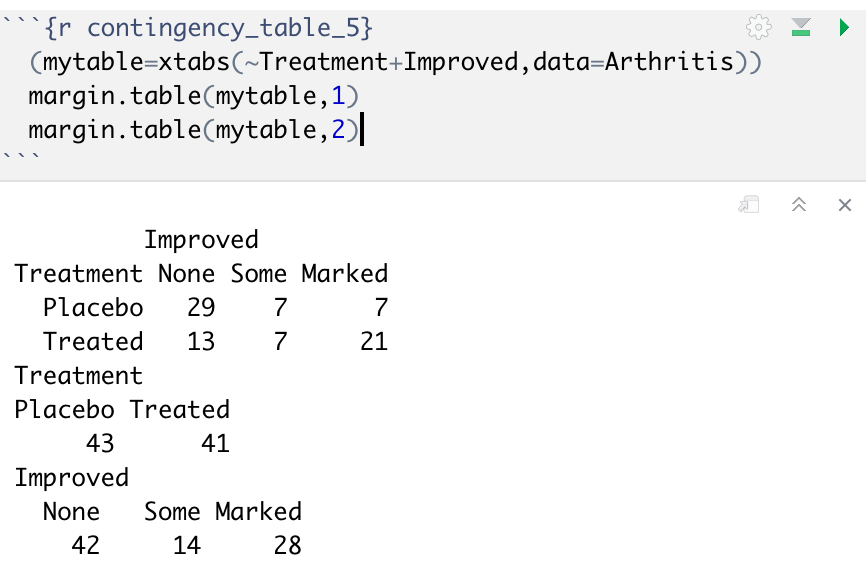 ```{r contingency_table_5}
  (mytable=xtabs(~Treatment+Improved,data=Arthritis))
  margin.table(mytable,1)
  margin.table(mytable,2)
```
         Improved
Treatment None Some Marked
  Placebo   29    7      7
  Treated   13    7     21
Treatment
Placebo Treated
     43      41
Improved
  None   Some Marked
    42     14     28